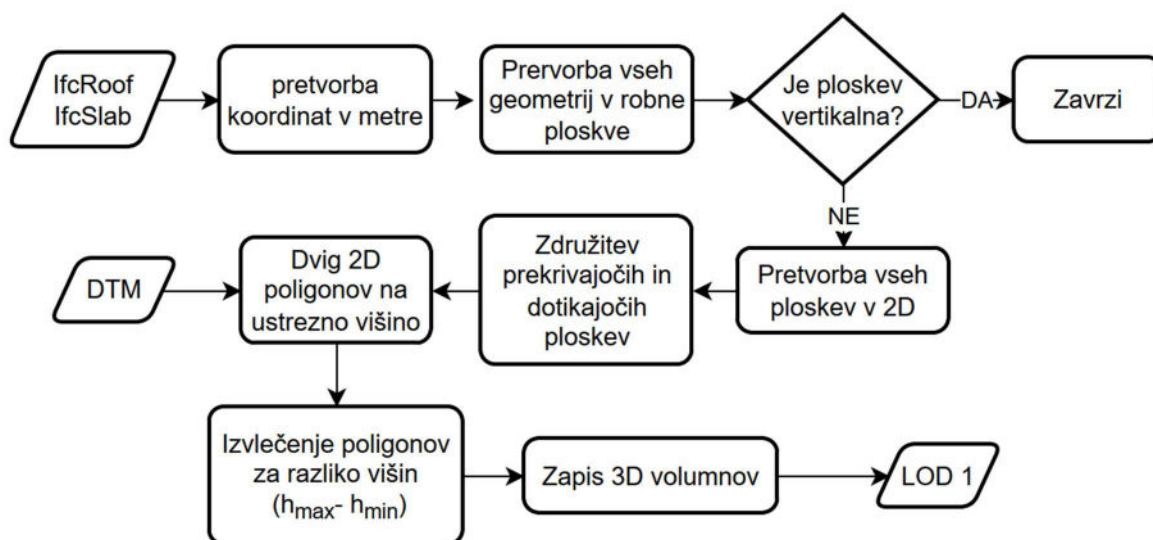 IfcRoof
IfcSlab
pretvorba
koordinat v metre
Prervorba vseh
geometrij v robne
ploskve
Je ploskev
vertikalna?
DA
Zavrzi
NE
Pretvorba vseh
ploskev v 2D
Združitev
prekrivajočih in
dotikajočih
ploskev
Dvig 2D
poligonov na
ustrezno višino
DTM
Izvlečenje poligonov
za razliko višin
(hmax- hmin)
Zapis 3D volumnov
LOD 1